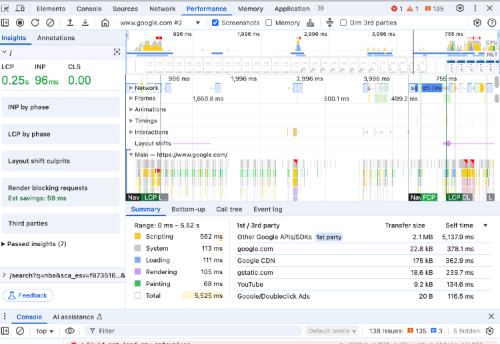 Elements Console Sources Network Performance Memory Application
1 1 135
www.google.com #2 Screenshots Memory Dim 3rd parties
Insights Annotations
/
LCP INP CLS
0.25s 96ms 0.00
INP by phase
LCP by phase
Layout shift culprits
Render blocking requests
Est savings: 59 ms
Third parties
Passed insights (7)
/search?q=nba&sca_esv=f873516...
Feedback
996 ms 1,996 ms 2,996 ms 3,996 ms 766 ms
CPU
NET
996 ms 1,996 ms 2,996 ms 3,996 ms 766 ms
Network
Frames 1,650.8 ms 500.1 ms 499.2 ms
Animations
Timings
Interactions
Layout shifts
Main — https://www.google.com/
Nav LCP L... Nav FCP LCP CL L
Summary Bottom-up Call tree Event log
Range: 0 ms – 5.52 s
Scripting 562 ms
System 113 ms
Loading 111 ms
Rendering 105 ms
Painting 68 ms
Total 5,525 ms
1st / 3rd party Transfer size Self time
Other Google APIs/SDKs 1st party 2.1 MB 5,137.9 ms
google.com 22.8 kB 378.1 ms
Google CDN 175 kB 362.9 ms
gstatic.com 18.6 kB 239.7 ms
YouTube 9.2 kB 134.6 ms
Google/Doubleclick Ads 20 B 116.5 ms
Console AI assistance
top Filter Default levels 138 Issues: 135 3 5 hidden